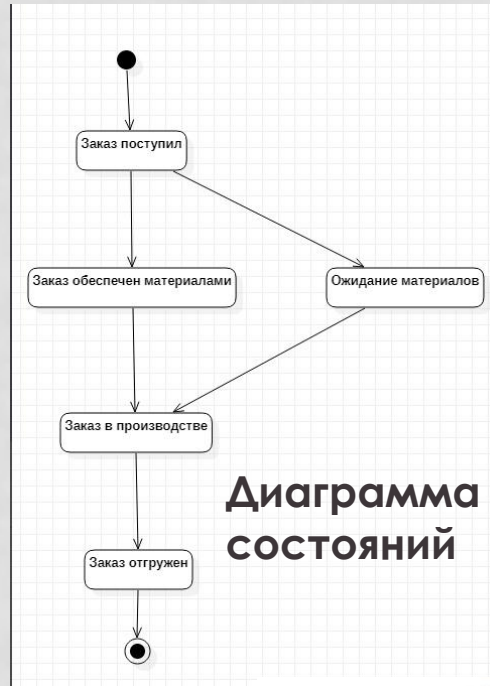 Заказ поступил
Заказ обеспечен материалами
Ожидание материалов
Заказ в производстве
Диаграмма
состояний
Заказ отгружен